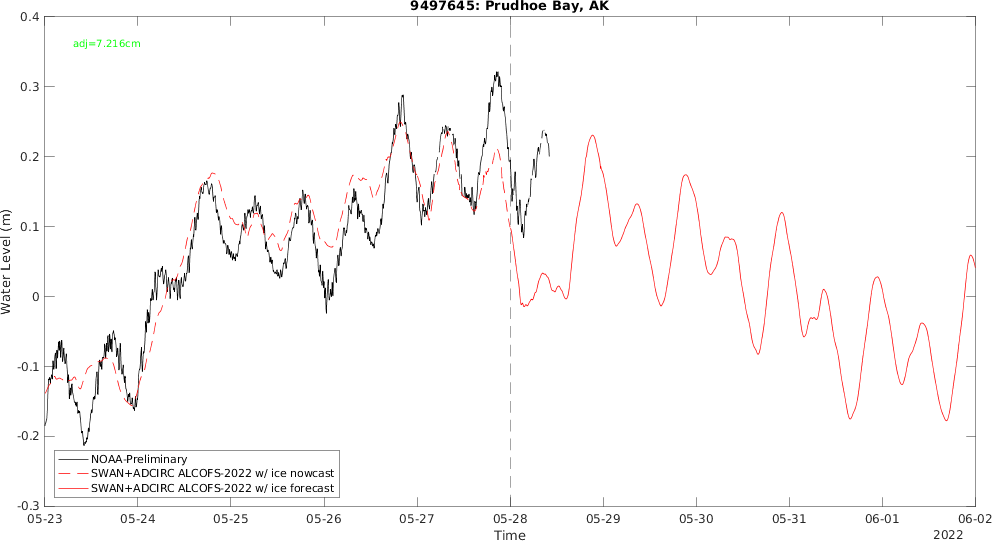 9497645: Prudhoe Bay, AK
adj=7.216cm
Water Level (m)
0.4
0.3
0.2
0.1
0
-0.1
-0.2
-0.3
NOAA-Preliminary
SWAN+ADCIRC ALCOFS-2022 w/ ice nowcast
SWAN+ADCIRC ALCOFS-2022 w/ ice forecast
05-23 05-24 05-25 05-26 05-27 05-28 05-29 05-30 05-31 06-01 06-02
Time
2022